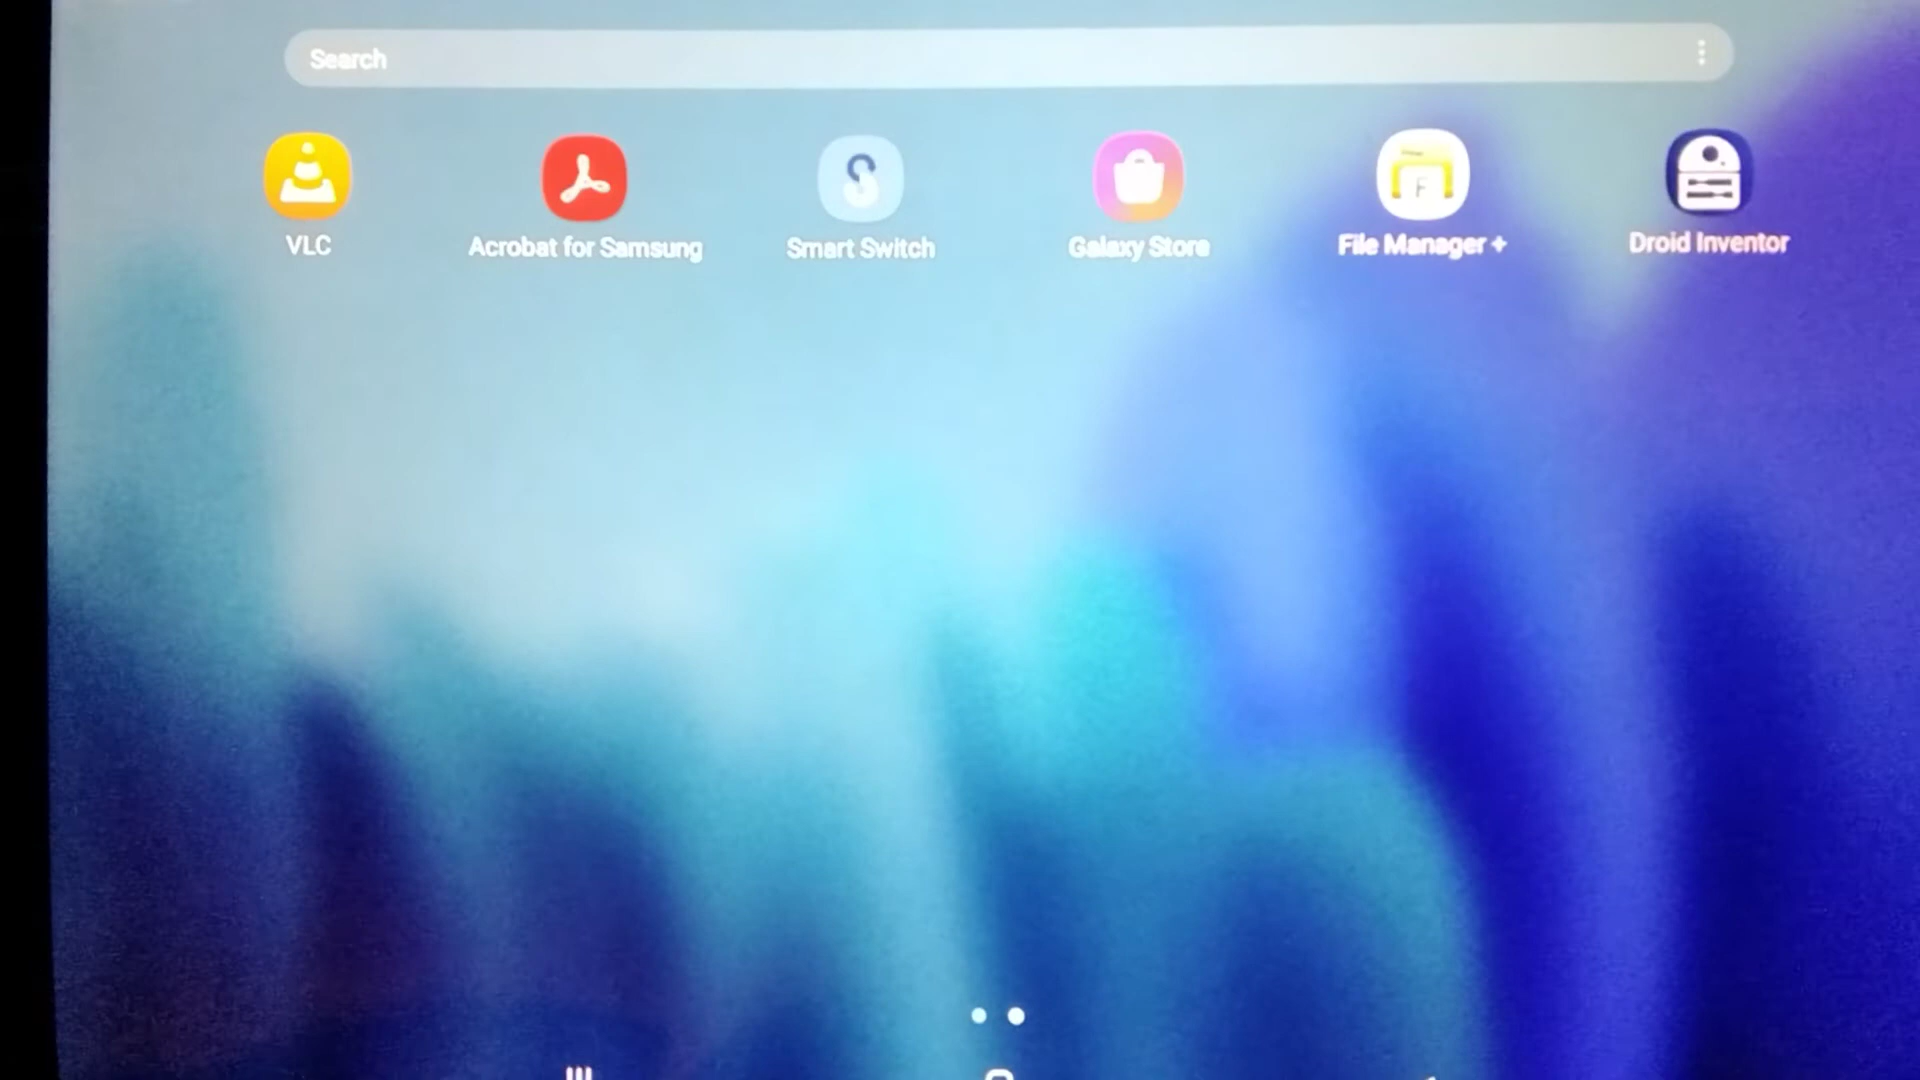 Search
VLC
Acrobat for Samsung
Smart Switch
Galaxy Store
File Manager +
Droid Inventor